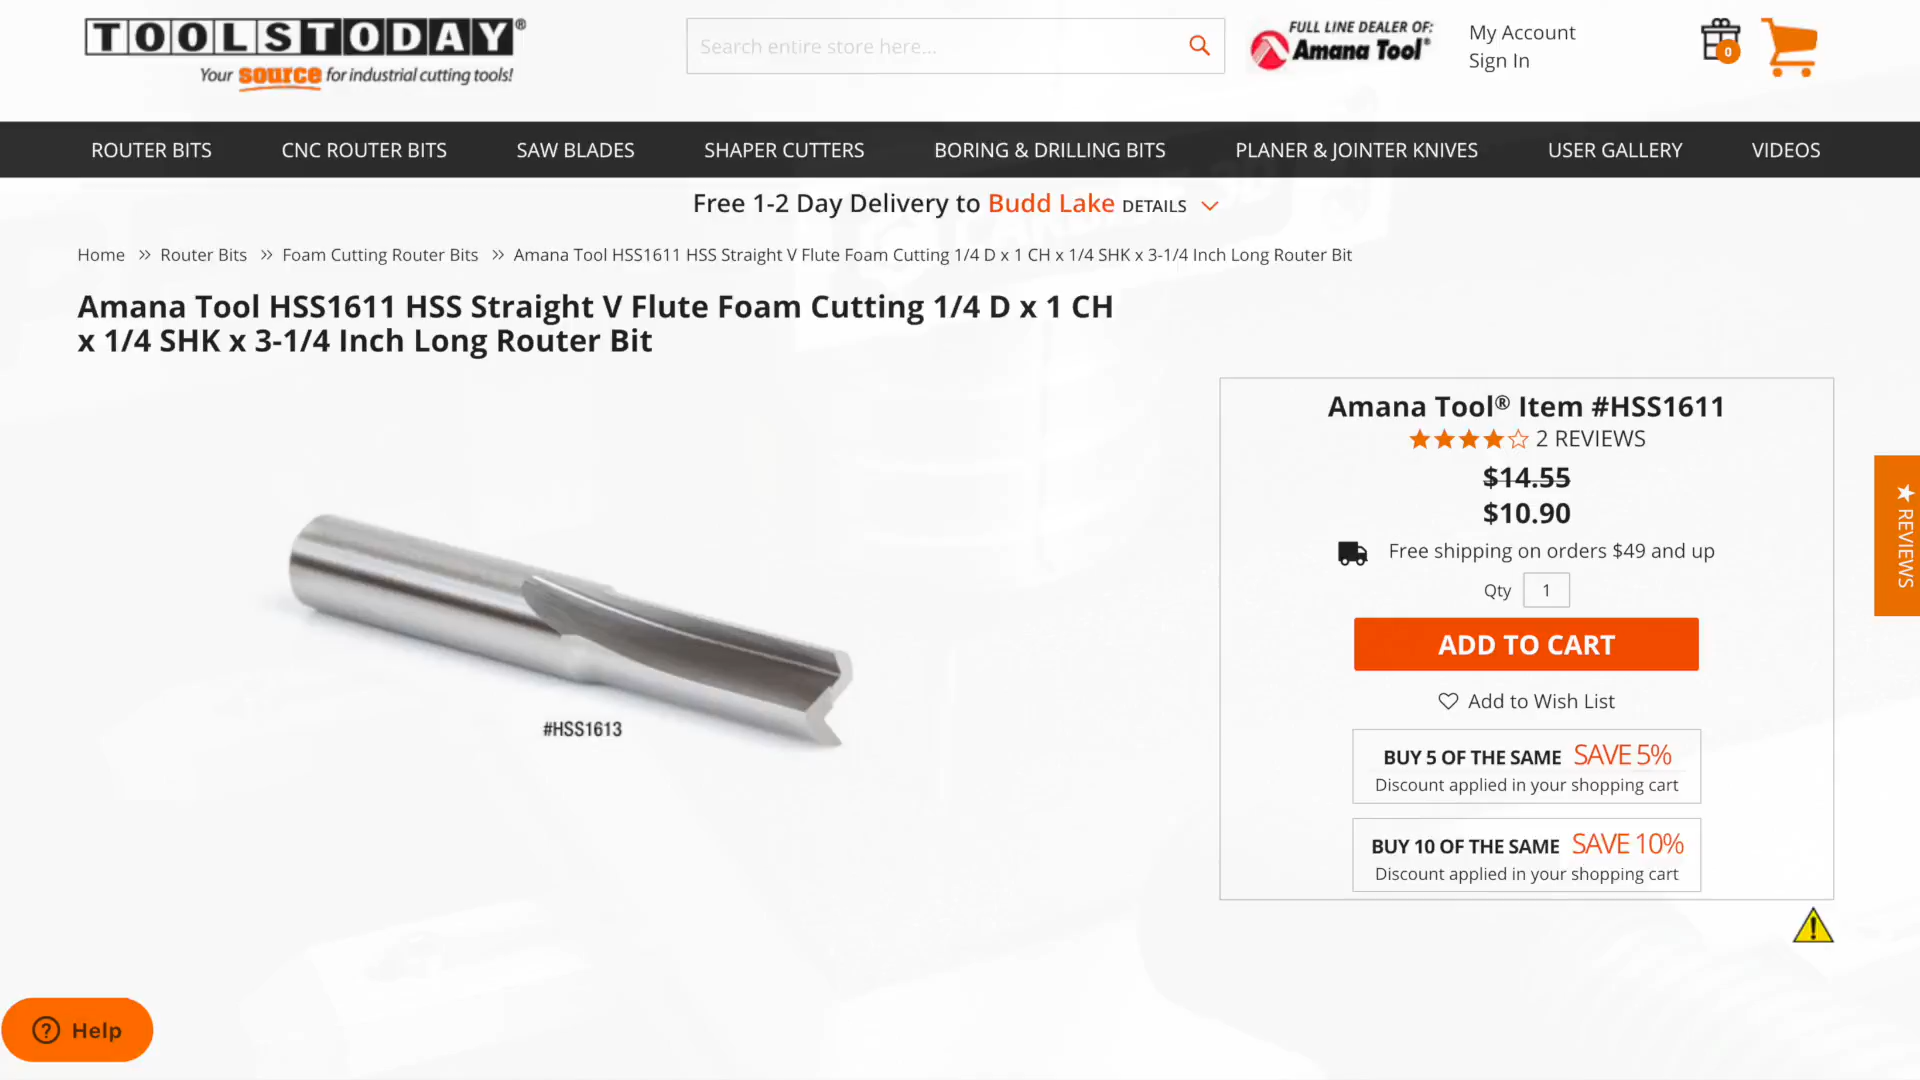 TOOLSTODAY®
Your source for industrial cutting tools!
Search entire store here...
FULL LINE DEALER OF:
Amana Tool®
My Account
Sign In
0
ROUTER BITS
CNC ROUTER BITS
SAW BLADES
SHAPER CUTTERS
BORING & DRILLING BITS
PLANER & JOINTER KNIVES
USER GALLERY
VIDEOS
Free 1-2 Day Delivery to Budd Lake DETAILS
Home » Router Bits » Foam Cutting Router Bits » Amana Tool HSS1611 HSS Straight V Flute Foam Cutting 1/4 D x 1 CH x 1/4 SHK x 3-1/4 Inch Long Router Bit
Amana Tool HSS1611 HSS Straight V Flute Foam Cutting 1/4 D x 1 CH
x 1/4 SHK x 3-1/4 Inch Long Router Bit
#HSS1613
Amana Tool® Item #HSS1611
2 REVIEWS
$14.55
$10.90
Free shipping on orders $49 and up
Qty 1
ADD TO CART
Add to Wish List
BUY 5 OF THE SAME SAVE 5%
Discount applied in your shopping cart
BUY 10 OF THE SAME SAVE 10%
Discount applied in your shopping cart
★ REVIEWS
Help